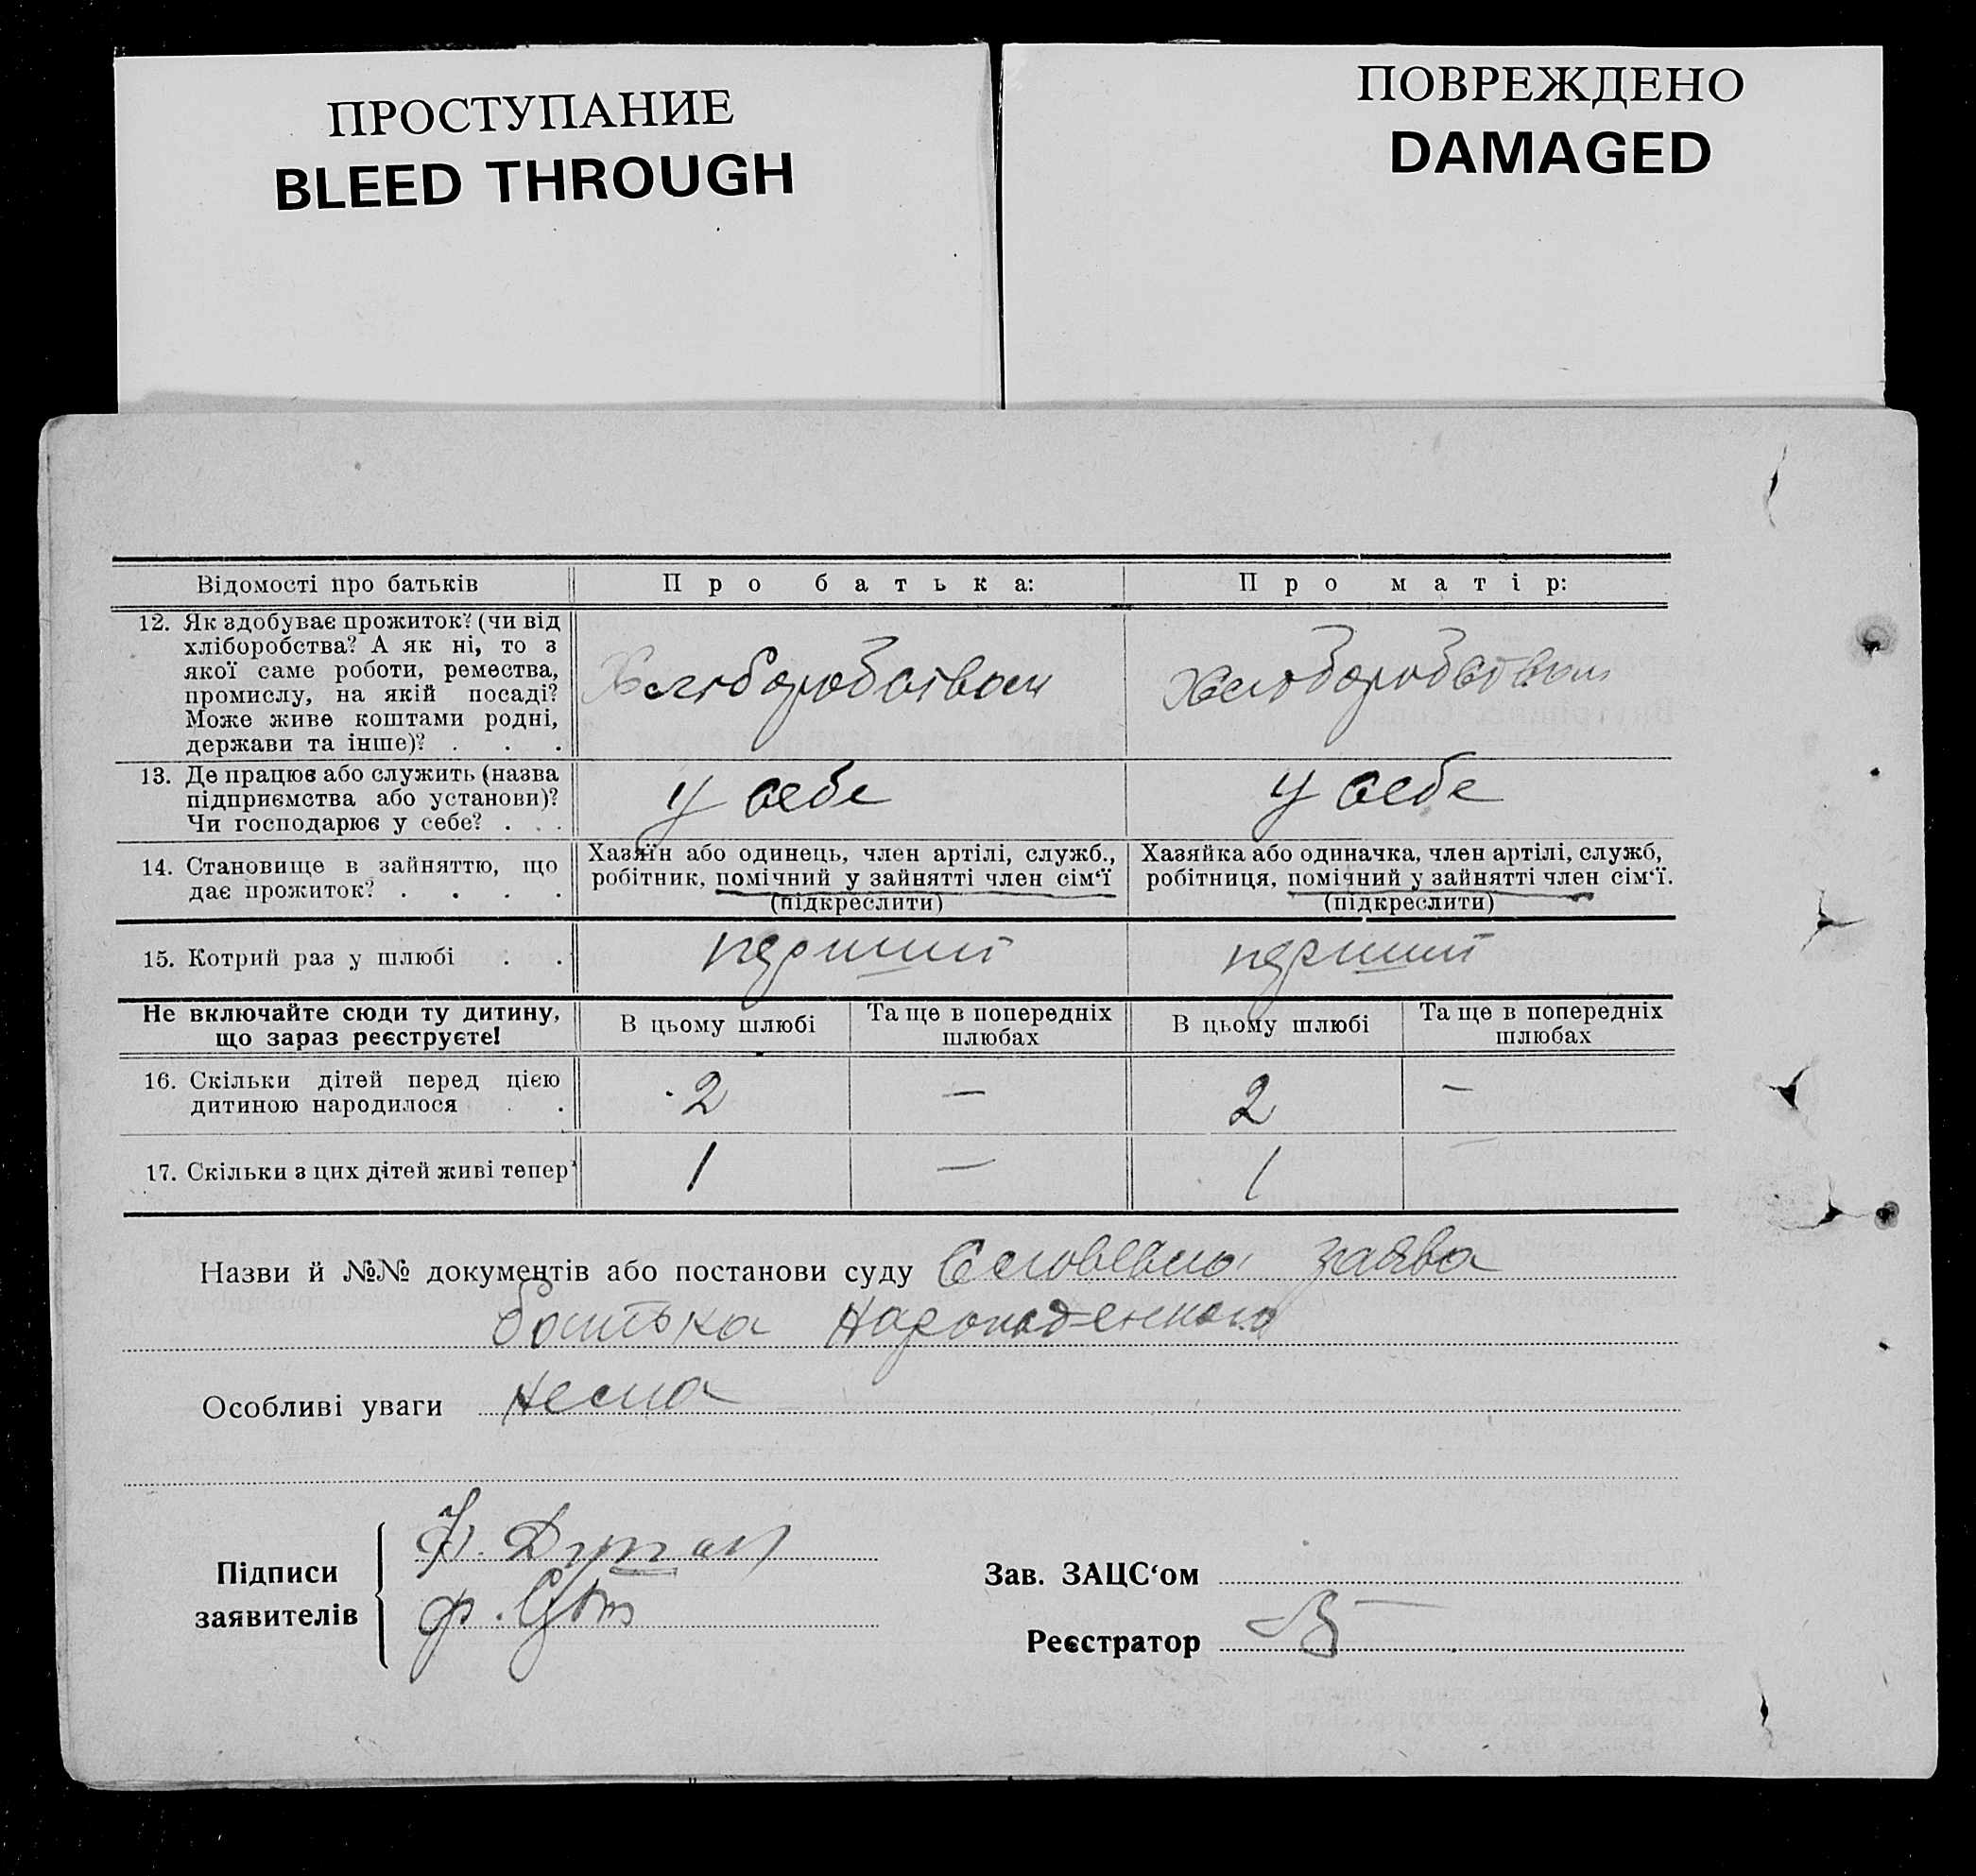 ПРОСТУПАНИЕ
BLEED THROUGH
ПОВРЕЖДЕНО
DAMAGED
Відомості про батьків
Про батька:
Про матір:
12. Як здобуває прожиток? (чи від
хліборобства? А як ні, то з
якої саме роботи, ремества,
промислу, на якій посаді?
Може живе коштами родні,
держави та інше)? . . .
Хліборобством
Хліборобством
13. Де працює або служить (назва
підприємства або установи)?
Чи господарює у себе? . . .
у себе
у себе
14. Становище в зайняттю, що
дає прожиток? . . . .
Хазяїн або одинець, член артілі, служб.,
робітник, помічний у зайнятті член сім‘ї
(підкреслити)
Хазяйка або одиначка, член артілі, служб,
робітниця, помічний у зайнятті член сім‘ї.
(підкреслити)
15. Котрий раз у шлюбі . .
перший
перший
Не включайте сюди ту дитину,
що зараз реєструєте!
В цьому шлюбі
Та ще в попередніх
шлюбах
В цьому шлюбі
Та ще в попередніх
шлюбах
16. Скільки дітей перед цією
дитиною народилося . .
2
—
2
—
17. Скільки з цих дітей живі тепер?
1
—
1
Назви й №№ документів або постанови суду Словесна заява
батька
Особливі уваги нема
Підписи
заявителів
Зав. ЗАЦС‘ом
Реєстратор